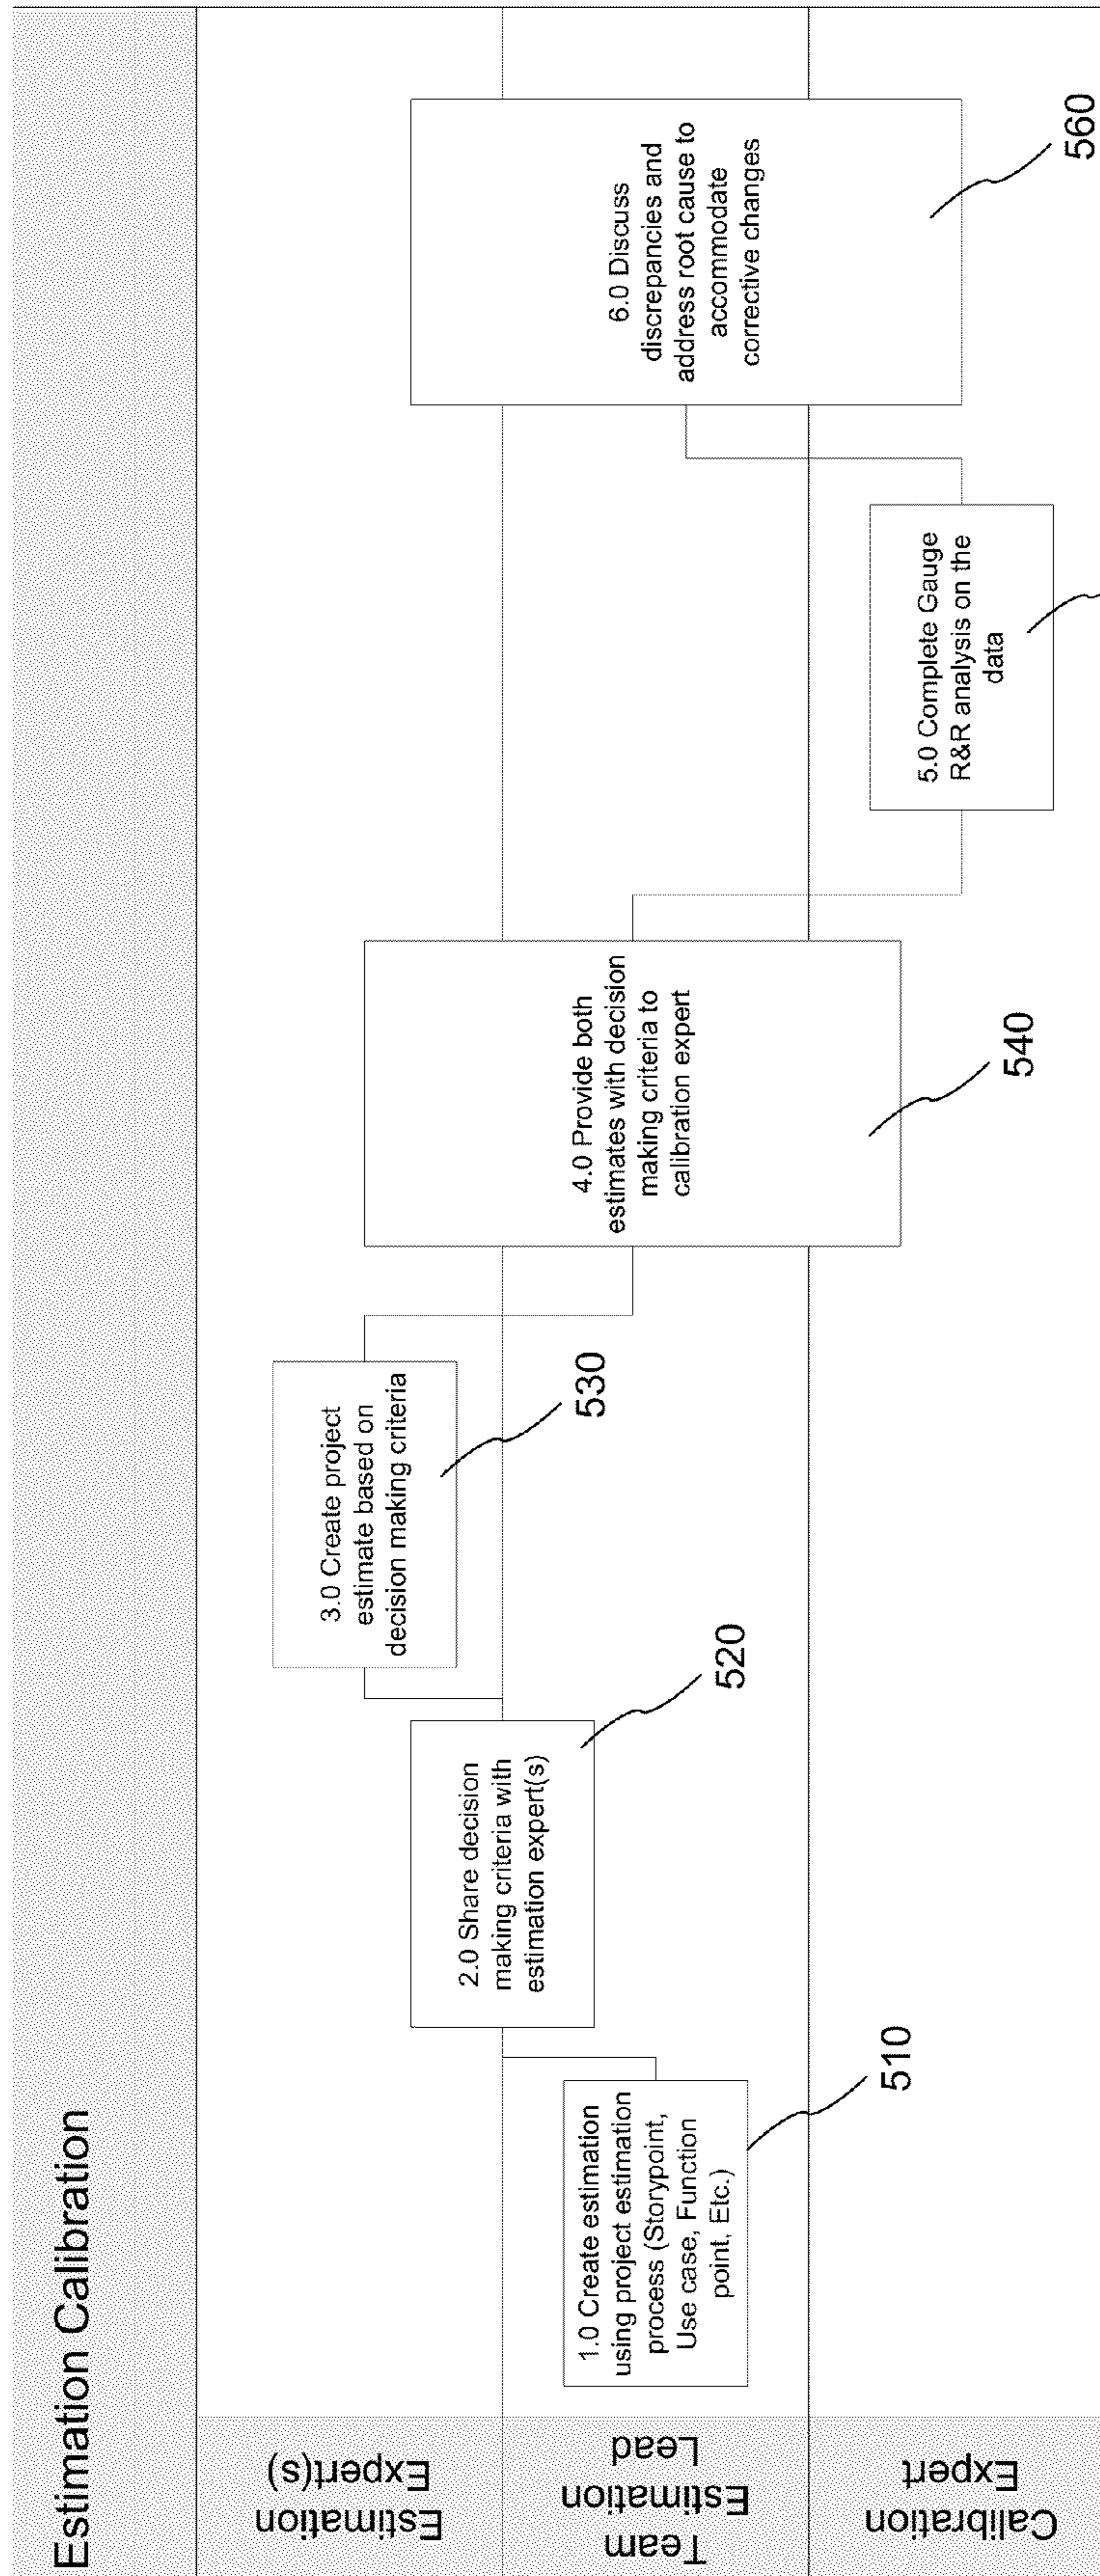 Estimation Calibration
Estimation
Expert(s)
Team
Estimation
Lead
Calibration
Expert
1.0 Create estimation
using project estimation
process (Storypoint,
Use case, Function
point, Etc.)
510
2.0 Share decision
making criteria with
estimation expert(s)
520
3.0 Create project
estimate based on
decision making criteria
530
4.0 Provide both
estimates with decision
making criteria to
calibration expert
540
5.0 Complete Gauge
R&R analysis on the
data
6.0 Discuss
discrepancies and
address root cause to
accommodate
corrective changes
560